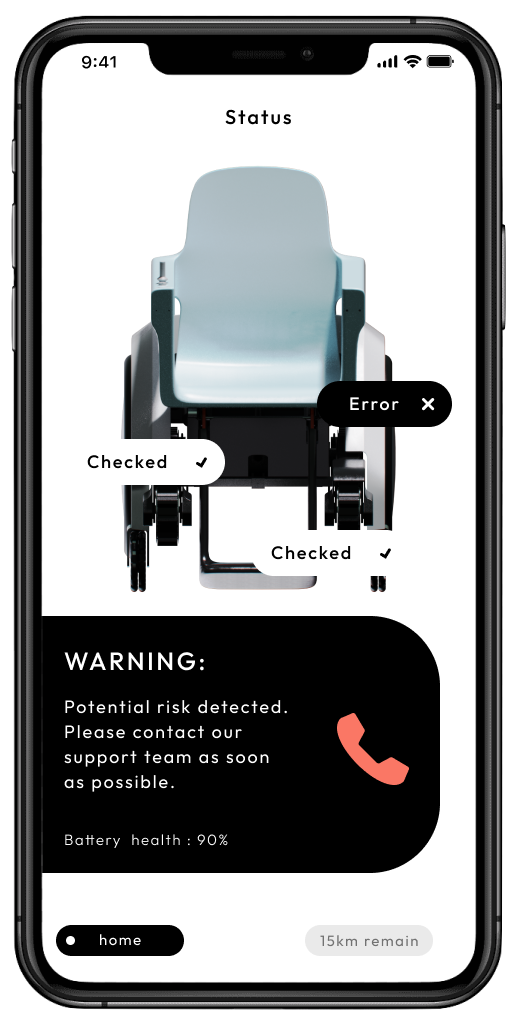 9:41
Status
Error
Checked
Checked
WARNING:
Potential risk detected.
Please contact our
support team as soon
as possible.
Battery health : 90%
home
15km remain